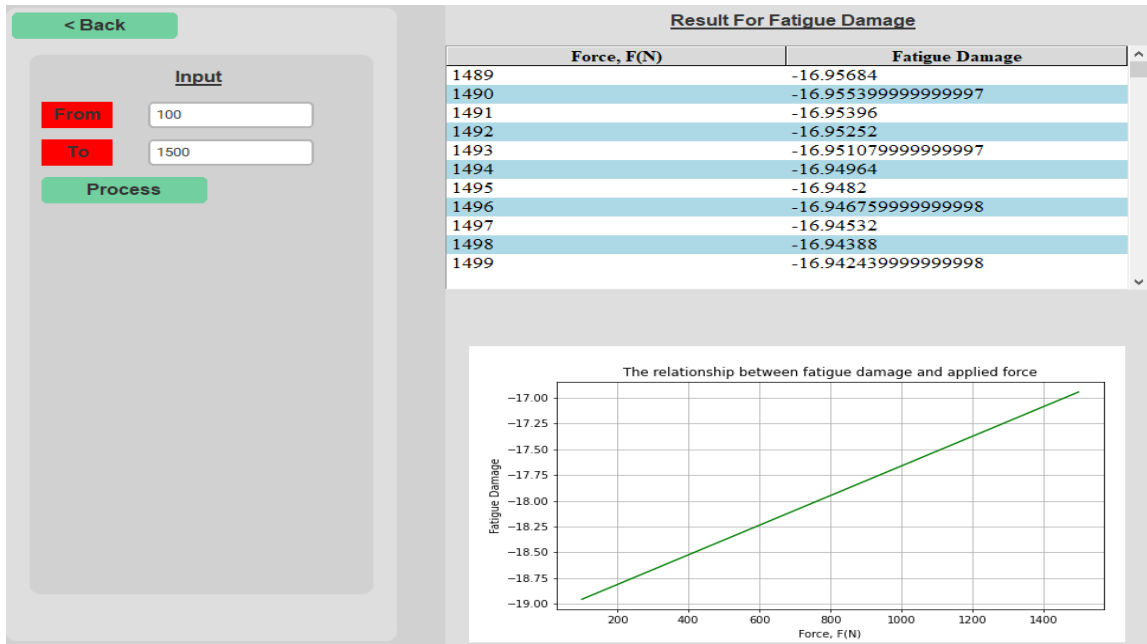 < Back
Input
From 100
To 1500
Process
Result For Fatigue Damage
Force, F(N) Fatigue Damage
1489 -16.95684
1490 -16.955399999999997
1491 -16.95396
1492 -16.95252
1493 -16.951079999999997
1494 -16.94964
1495 -16.9482
1496 -16.946759999999998
1497 -16.94532
1498 -16.94388
1499 -16.942439999999998
The relationship between fatigue damage and applied force
Fatigue Damage
−17.00
−17.25
−17.50
−17.75
−18.00
−18.25
−18.50
−18.75
−19.00
200 400 600 800 1000 1200 1400
Force, F(N)